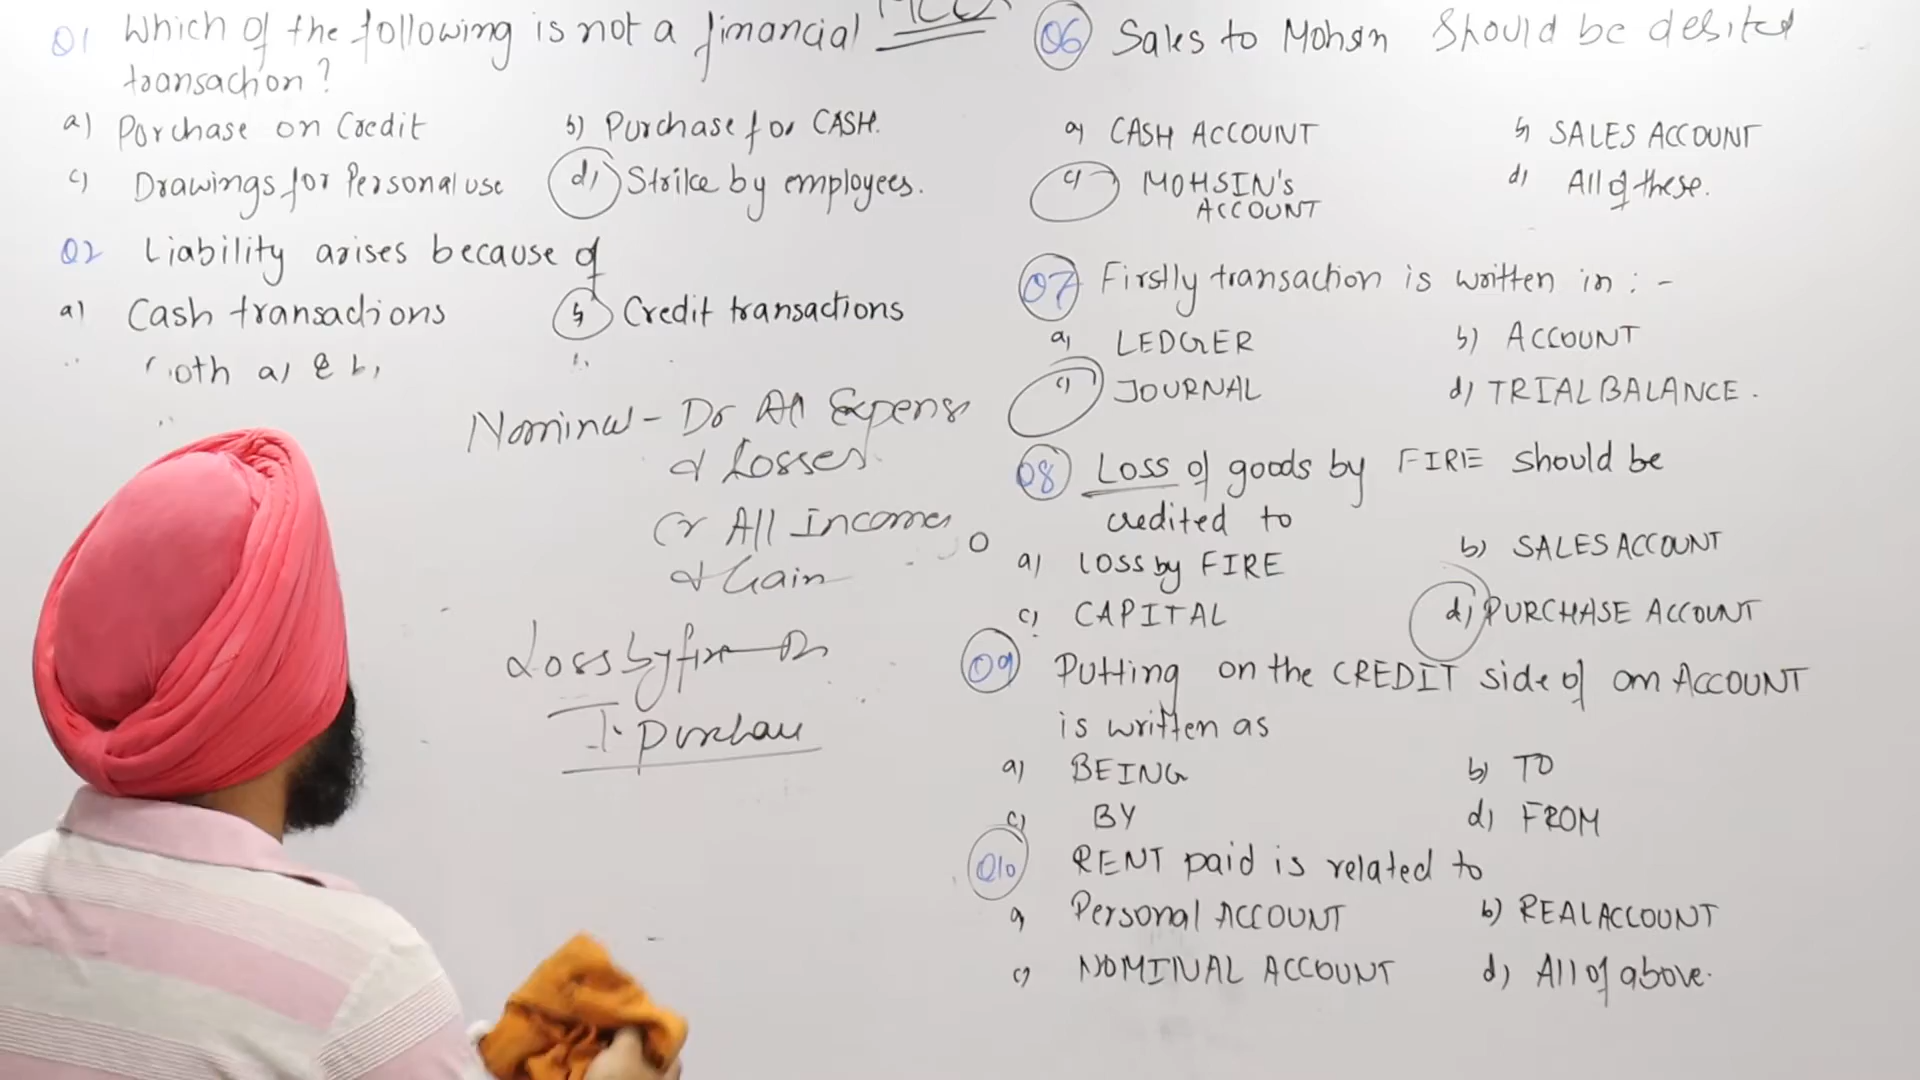 MCQ
Q1 Which of the following is not a financial
transaction?
a) Purchase on Credit b) Purchase for CASH.
c) Drawings for Personal use d) Strike by employees.
Q2 Liability arises because of
a) Cash transactions b) Credit transactions
both a) & b)
Nominal - Dr All Expense
& Losses
Cr All Incomes
& Gain
Loss by fire Dr
To purchase
Q6 Sales to Mohsin should be debited
a) CASH ACCOUNT b) SALES ACCOUNT
c) MOHSIN's d) All of these.
ACCOUNT
Q7 Firstly transaction is written in : -
a) LEDGER b) ACCOUNT
c) JOURNAL d) TRIAL BALANCE.
Q8 Loss of goods by FIRE should be
credited to
a) Loss by FIRE b) SALES ACCOUNT
c) CAPITAL d) PURCHASE ACCOUNT
Q9 Putting on the CREDIT side of an ACCOUNT
is written as
a) BEING b) TO
c) BY d) FROM
Q10 RENT paid is related to
a) Personal ACCOUNT b) REAL ACCOUNT
c) NOMINAL ACCOUNT d) All of above.